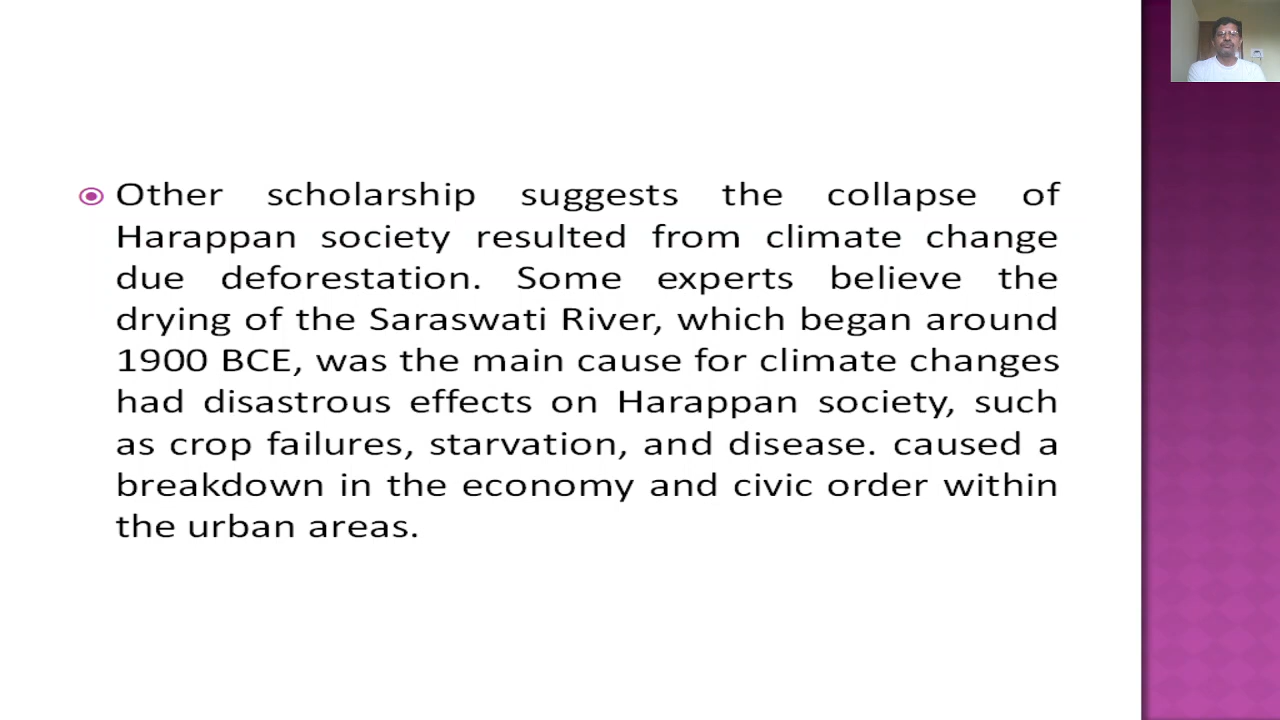 Other scholarship suggests the collapse of
Harappan society resulted from climate change
due deforestation. Some experts believe the
drying of the Saraswati River, which began around
1900 BCE, was the main cause for climate changes
had disastrous effects on Harappan society, such
as crop failures, starvation, and disease. caused a
breakdown in the economy and civic order within
the urban areas.